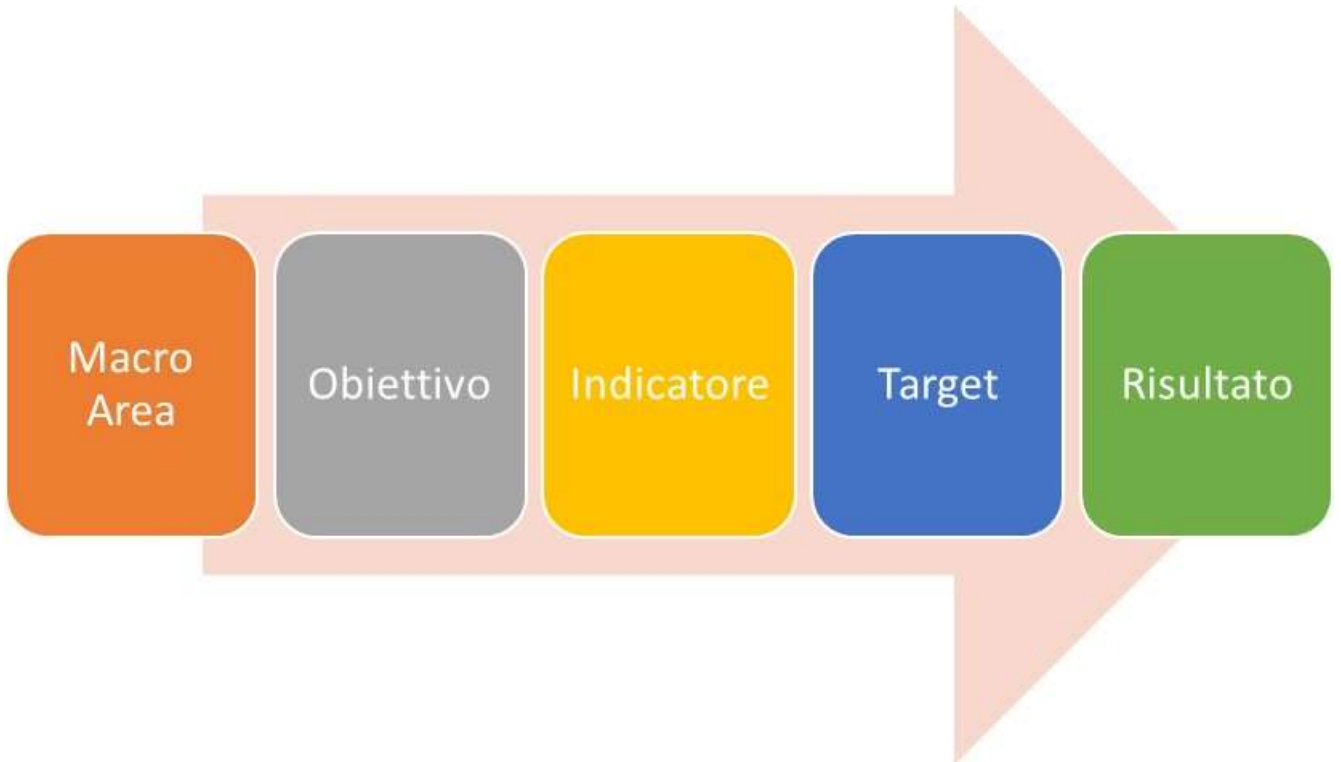 Macro
Area
Obiettivo
Indicatore
Target
Risultato